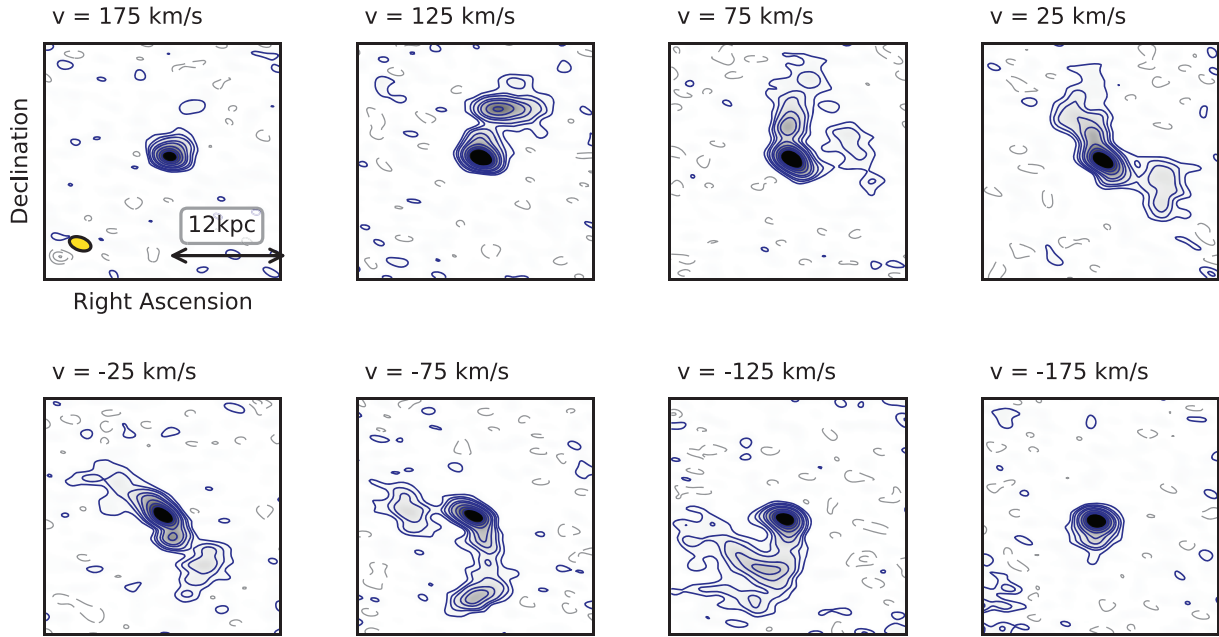 v = 175 km/s
v = 125 km/s
v = 75 km/s
v = 25 km/s
Declination
12kpc
Right Ascension
v = -25 km/s
v = -75 km/s
v = -125 km/s
v = -175 km/s